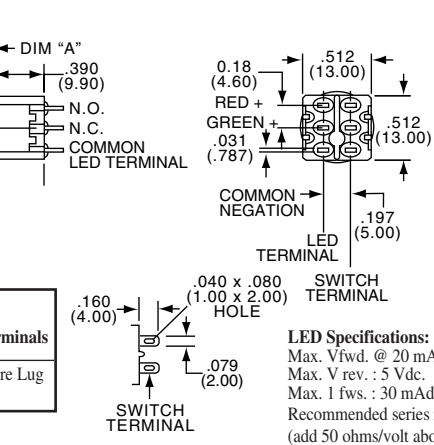 DIM "A"
.390
(9.90)
N.O.
N.C.
COMMON
LED TERMINAL
0.18
(4.60)
RED +
GREEN +
.031
(.787)
COMMON
NEGATION
.512
(13.00)
.512
(13.00)
.197
(5.00)
LED
TERMINAL
SWITCH
TERMINAL
.160
(4.00)
.040 x .080
(1.00 x 2.00)
HOLE
.079
(2.00)
SWITCH
TERMINAL
rminals
re Lug
LED Specifications:
Max. Vfwd. @ 20 mA
Max. V rev. : 5 Vdc.
Max. 1 fws. : 30 mAd
Recommended series
(add 50 ohms/volt abo